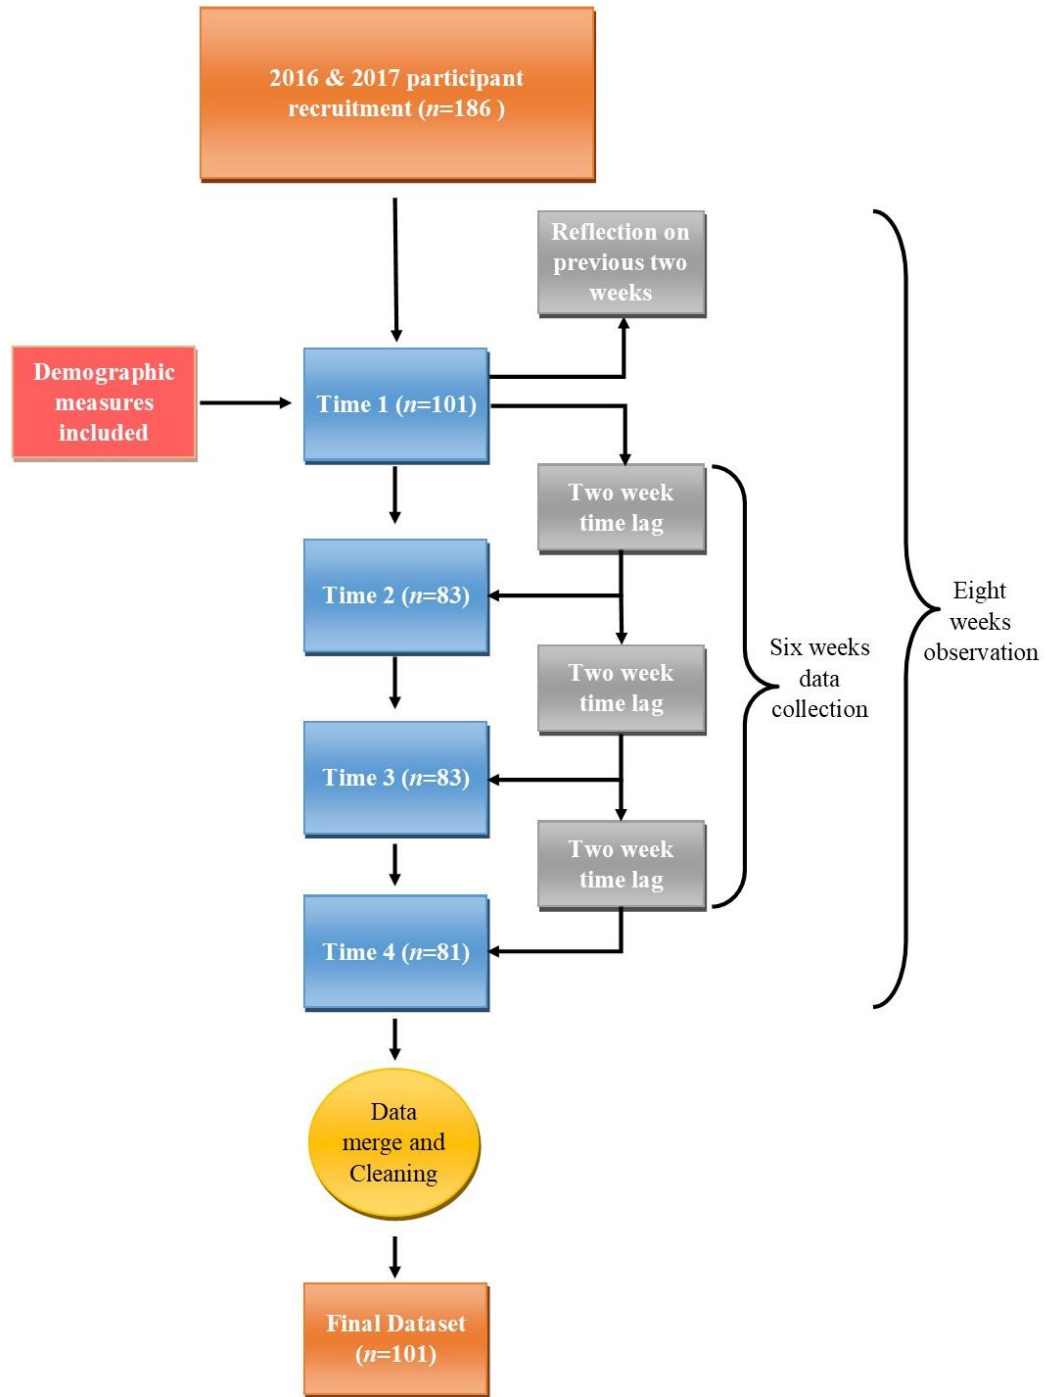 2016 & 2017 participant
recruitment (n=186 )
Reflection on
previous two
weeks
Demographic
measures
included
Time 1 (n=101)
Two week
time lag
Time 2 (n=83)
Eight
weeks
observation
Six weeks
data
collection
Two week
time lag
Time 3 (n=83)
Two week
time lag
Time 4 (n=81)
Data
merge and
Cleaning
Final Dataset
(n=101)